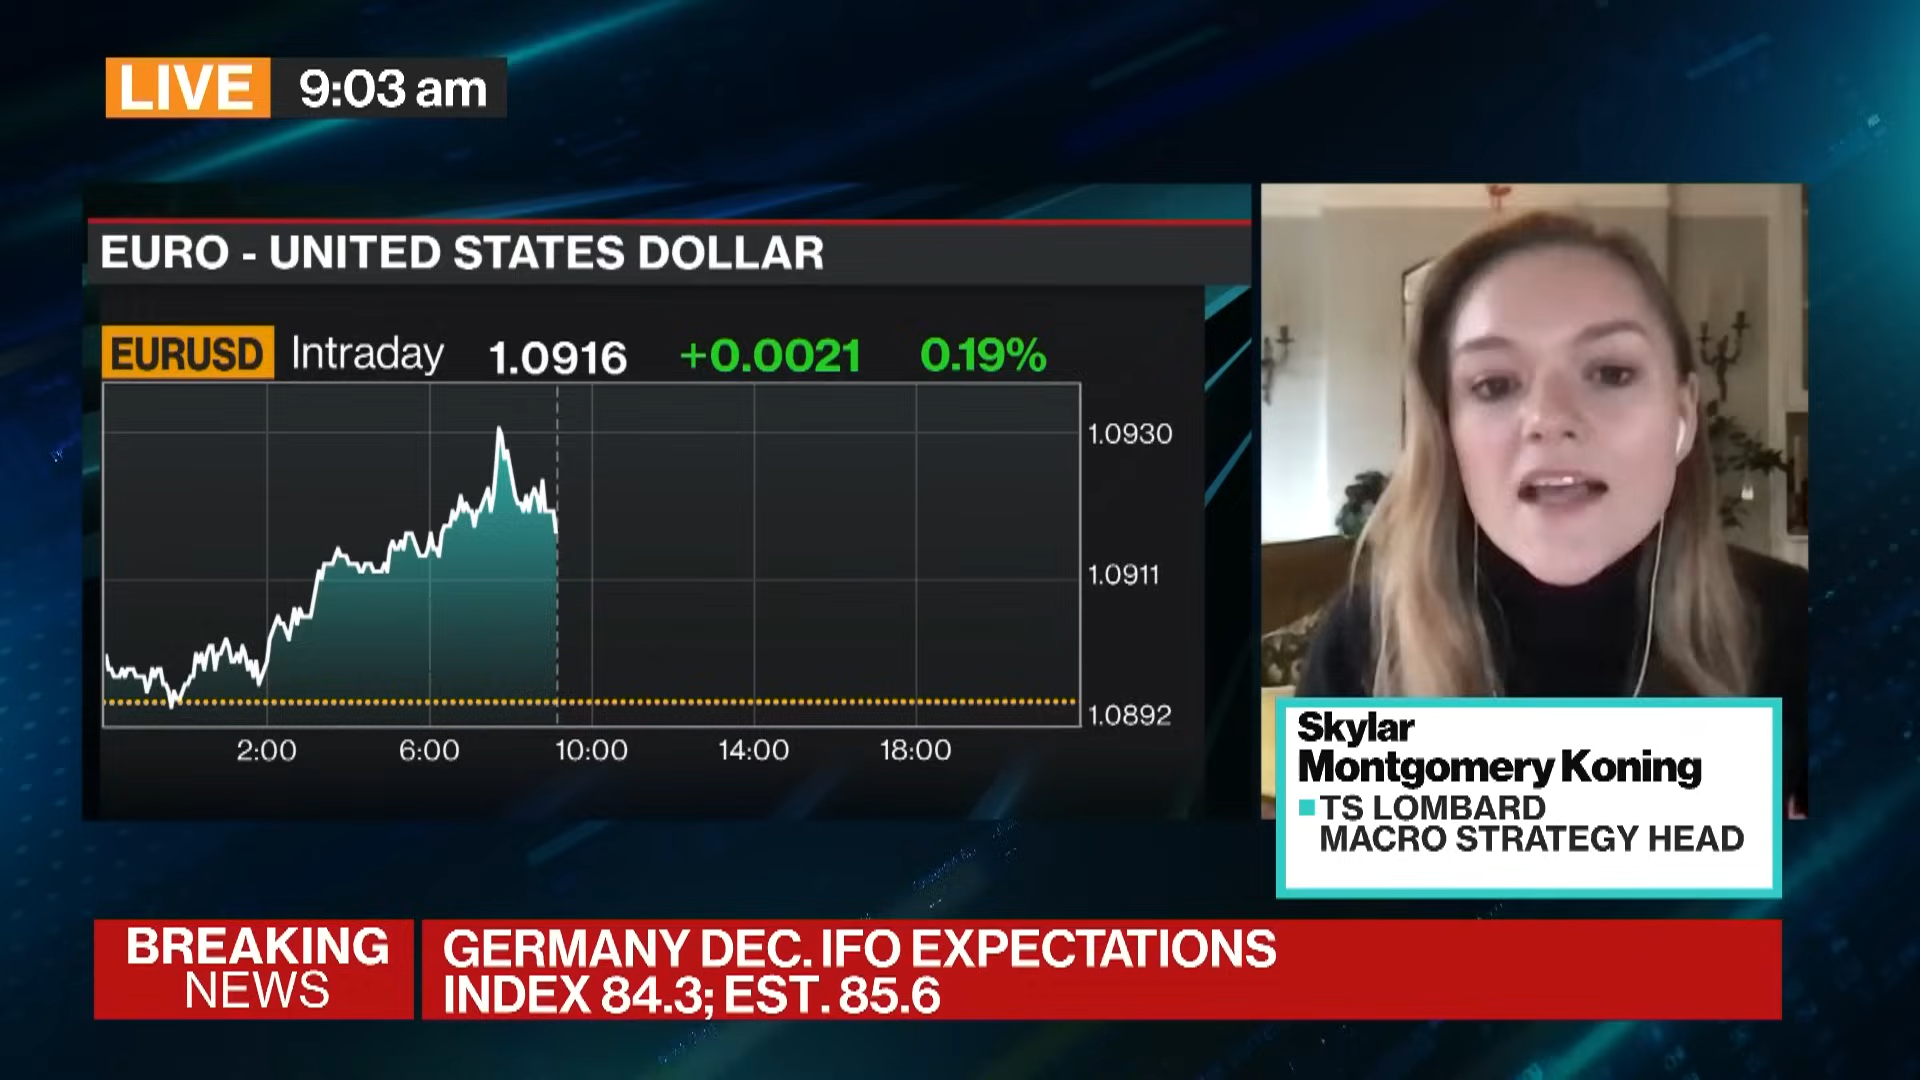 LIVE 9:03 am
EURO - UNITED STATES DOLLAR
EURUSD Intraday 1.0916 +0.0021 0.19%
1.0930
1.0911
1.0892
2:00 6:00 10:00 14:00 18:00
Skylar
Montgomery Koning
TS LOMBARD
MACRO STRATEGY HEAD
BREAKING
NEWS
GERMANY DEC. IFO EXPECTATIONS
INDEX 84.3; EST. 85.6